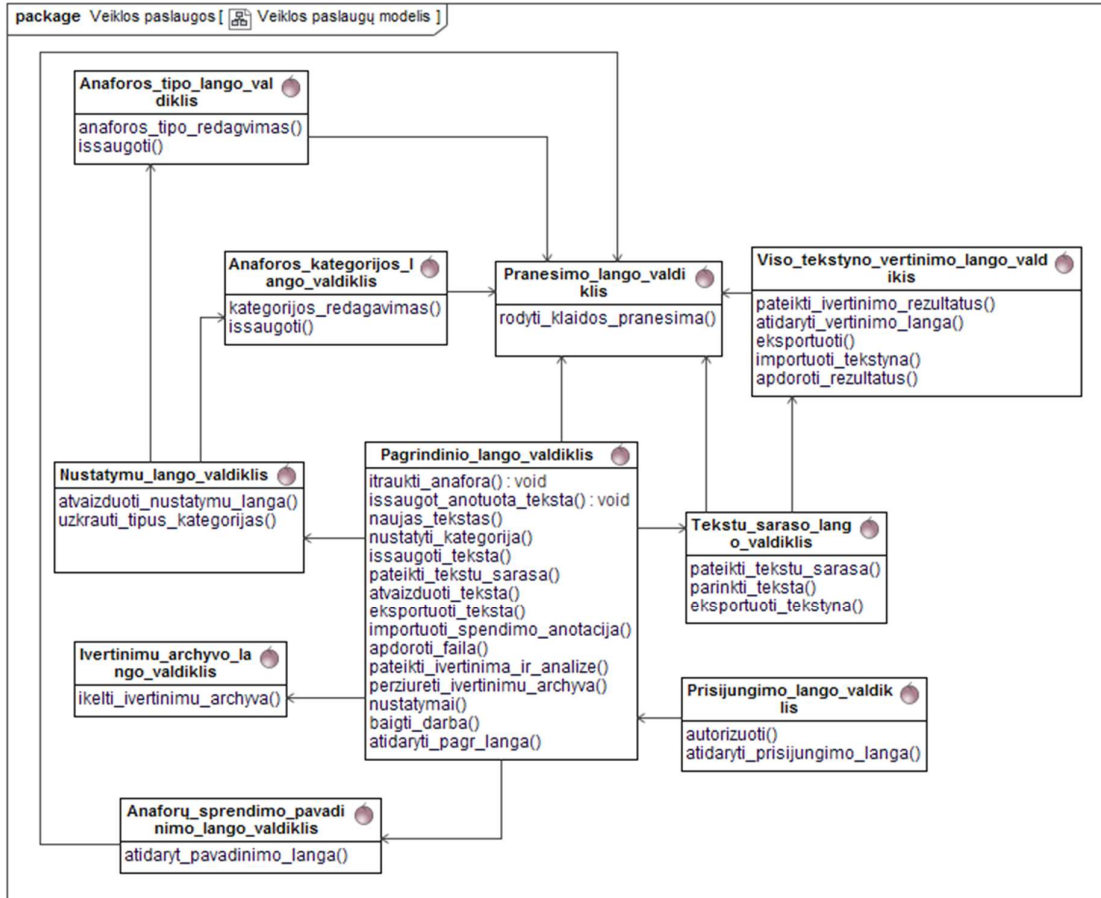 package Veiklos paslaugos [ Veiklos paslaugų modelis ]
Anaforos_tipo_lango_val
diklis
anaforos_tipo_redagvimas()
issaugoti()
Anaforos_kategorijos_l
ango_valdiklis
kategorijos_redagavimas()
issaugoti()
Pranesimo_lango_valdi
klis
rodyti_klaidos_pranesima()
Viso_tekstyno_vertinimo_lango_vald
ikis
pateikti_ivertinimo_rezultatus()
atidaryti_vertinimo_langa()
eksportuoti()
importuoti_tekstyna()
apdoroti_rezultatus()
Nustatymu_lango_valdiklis
atvaizduoti_nustatymu_langa()
uzkrauti_tipus_kategorijas()
Pagrindinio_lango_valdiklis
itraukti_anafora() : void
issaugot_anotuota_teksta() : void
naujas_tekstas()
nustatyti_kategorija()
issaugoti_teksta()
pateikti_tekstu_sarasa()
atvaizduoti_teksta()
eksportuoti_teksta()
importuoti_spendimo_anotacija()
apdoroti_faila()
pateikti_ivertinima_ir_analize()
perziureti_ivertinimu_archyva()
nustatymai()
baigti_darba()
atidaryti_pagr_langa()
Tekstu_saraso_lang
o_valdiklis
pateikti_tekstu_sarasa()
parinkti_teksta()
eksportuoti_tekstyna()
Ivertinimu_archyvo_la
ngo_valdiklis
ikelti_ivertinimu_archyva()
Prisijungimo_lango_valdik
lis
autorizuoti()
atidaryti_prisijungimo_langa()
Anaforų_sprendimo_pavadi
nimo_lango_valdiklis
atidaryt_pavadinimo_langa()